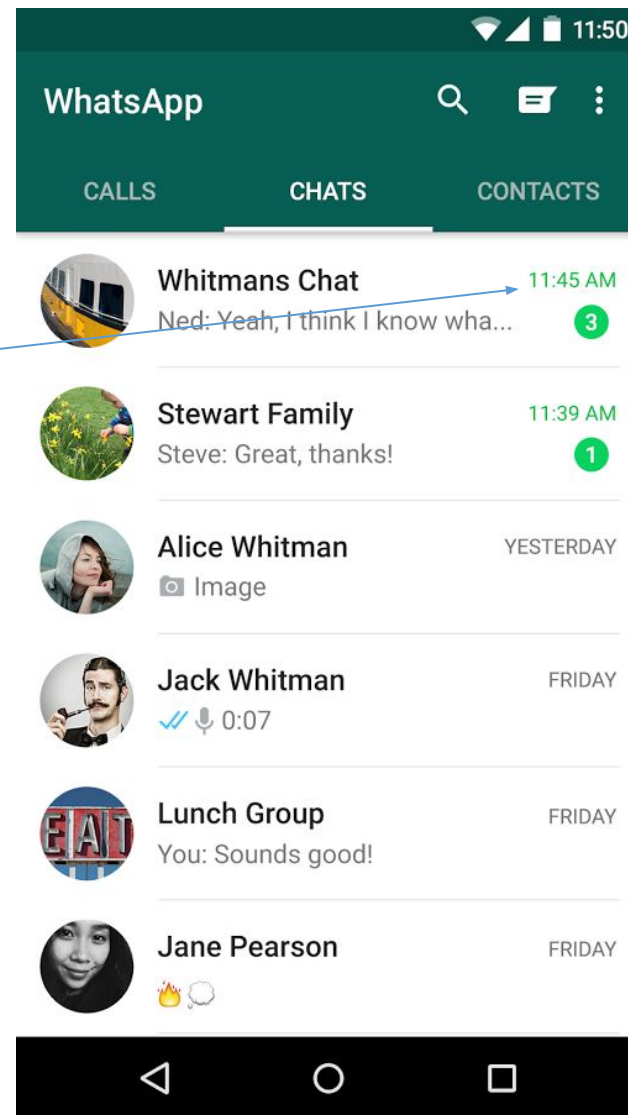 11:50
WhatsApp
CALLS CHATS CONTACTS
Whitmans Chat 11:45 AM
Ned: Yeah, I think I know wha... 3
Stewart Family 11:39 AM
Steve: Great, thanks! 1
Alice Whitman YESTERDAY
Image
Jack Whitman FRIDAY
0:07
Lunch Group FRIDAY
EAT
You: Sounds good!
Jane Pearson FRIDAY
🔥💭